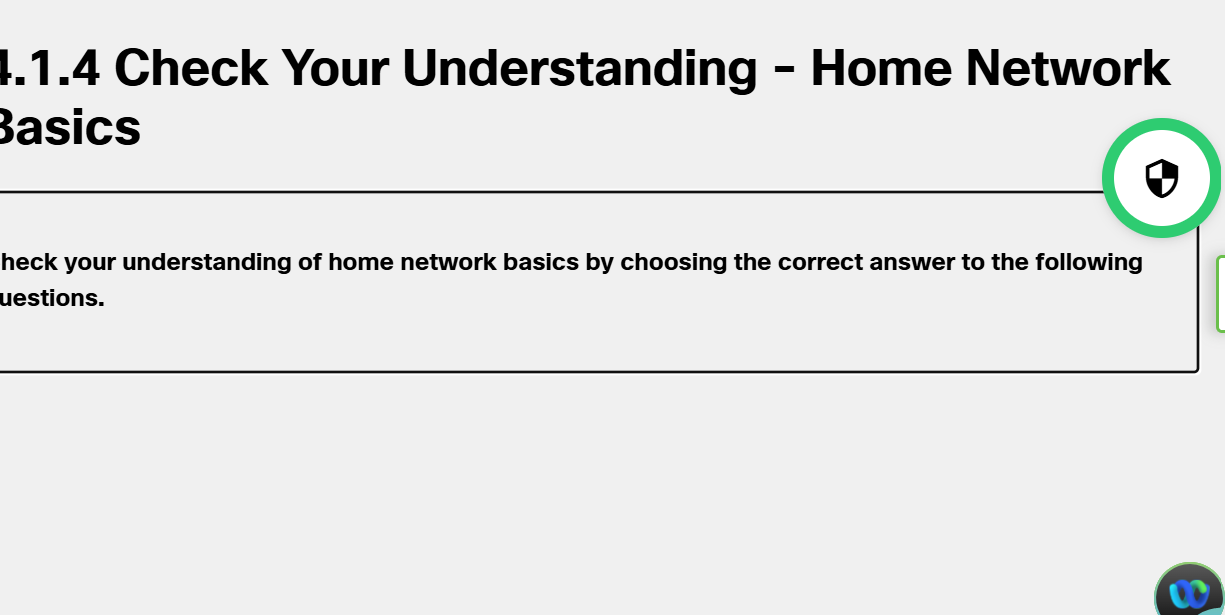 4.1.4 Check Your Understanding - Home Network
Basics
heck your understanding of home network basics by choosing the correct answer to the following
uestions.